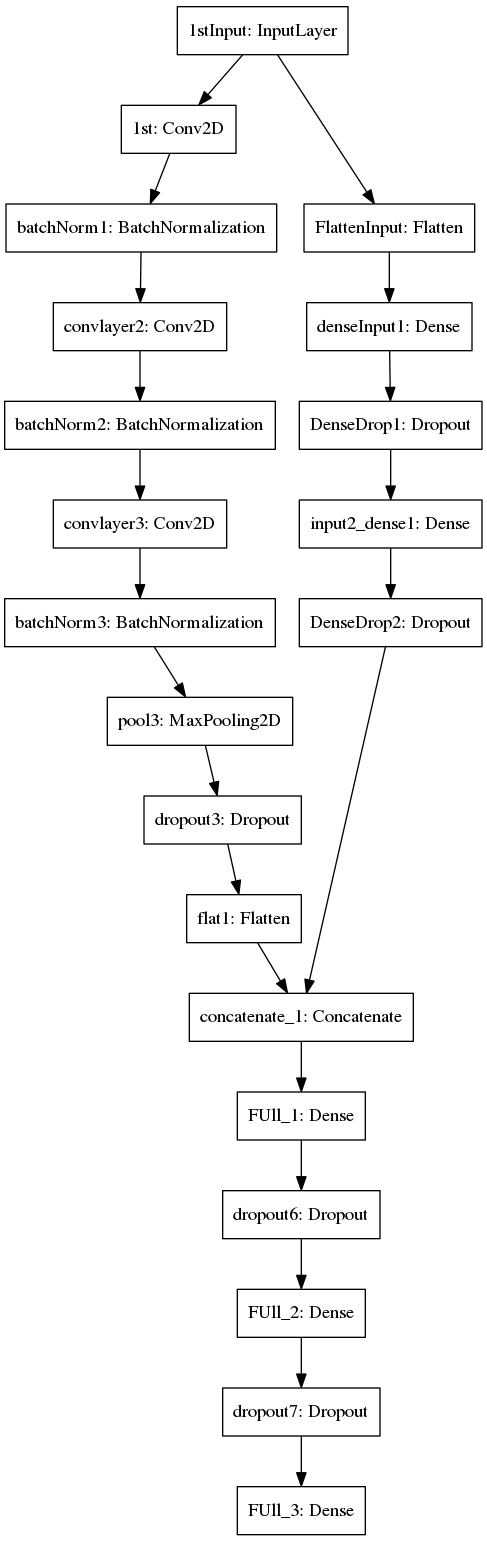 1stInput: InputLayer
1st: Conv2D
batchNorm1: BatchNormalization
FlattenInput: Flatten
convlayer2: Conv2D
denseInput1: Dense
batchNorm2: BatchNormalization
DenseDrop1: Dropout
convlayer3: Conv2D
input2_dense1: Dense
batchNorm3: BatchNormalization
DenseDrop2: Dropout
pool3: MaxPooling2D
dropout3: Dropout
flat1: Flatten
concatenate_1: Concatenate
FUll_1: Dense
dropout6: Dropout
FUll_2: Dense
dropout7: Dropout
FUll_3: Dense